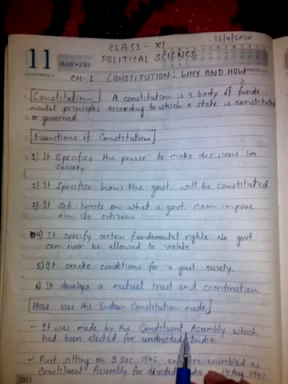 CLASS - XI
11 MAR•FRI
POLITICAL SCIENCE
CH-1 CONSTITUTION: WHY AND HOW
Constitution A constitution is a body of funda-
mental principles according to which a state is constituted
or governed
Functions of Constitution
1) It specifies the power to make decisions in
society
2) It specifies how the govt will be constituted
3) It set limits on what a govt can impose
on its citizens
4) It specify certain fundamental rights. No govt
can ever be allowed to violate
5) It create conditions for a just society.
6) It develops a mutual trust and coordination
How was the Indian Constitution made
It was made by the Constituent Assembly which
had been elected for undivided India
First sitting on 9 Dec. 1946 and re assembled as
Constituent Assembly for divided India 14 Aug 1947
2011